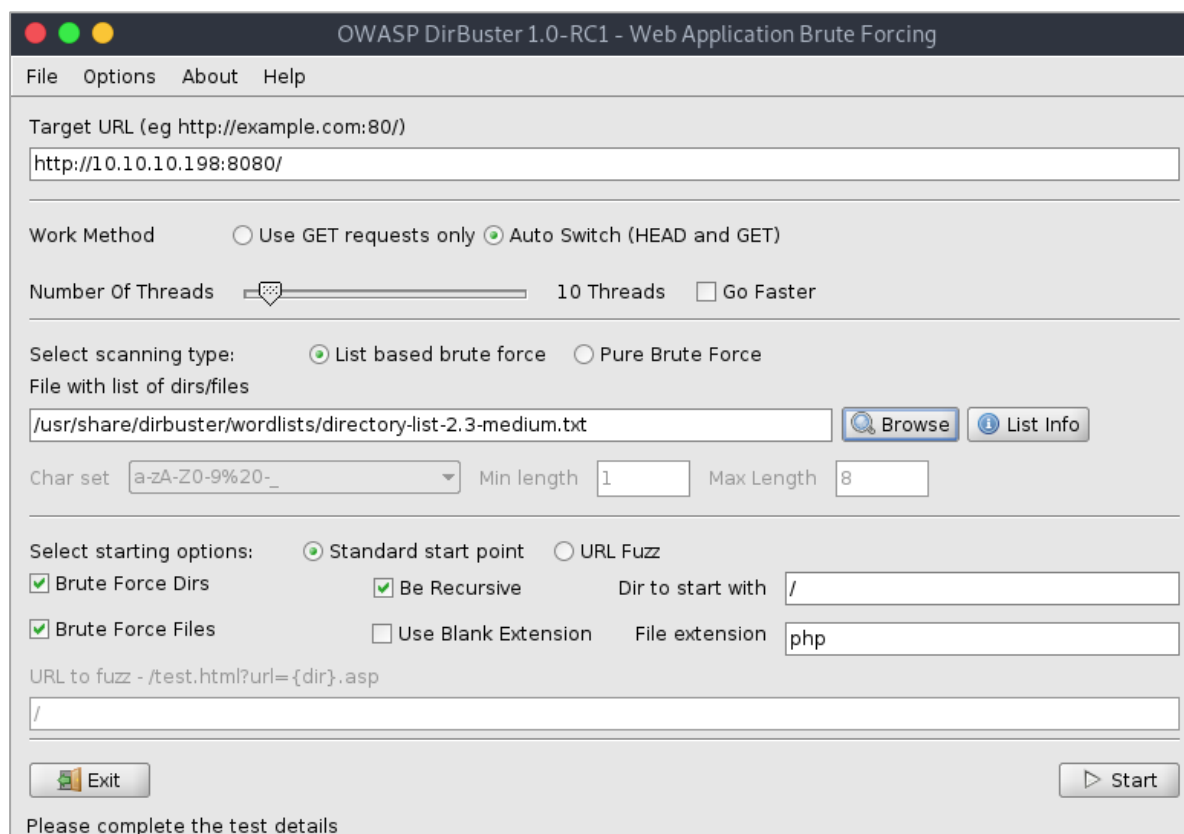 OWASP DirBuster 1.0-RC1 - Web Application Brute Forcing
File Options About Help
Target URL (eg http://example.com:80/)
http://10.10.10.198:8080/
Work Method Use GET requests only Auto Switch (HEAD and GET)
Number Of Threads 10 Threads Go Faster
Select scanning type: List based brute force Pure Brute Force
File with list of dirs/files
/usr/share/dirbuster/wordlists/directory-list-2.3-medium.txt Browse List Info
Char set a-zA-Z0-9%20-_ Min length 1 Max Length 8
Select starting options: Standard start point URL Fuzz
Brute Force Dirs Be Recursive Dir to start with /
Brute Force Files Use Blank Extension File extension php
URL to fuzz - /test.html?url={dir}.asp
/
Exit Start
Please complete the test details